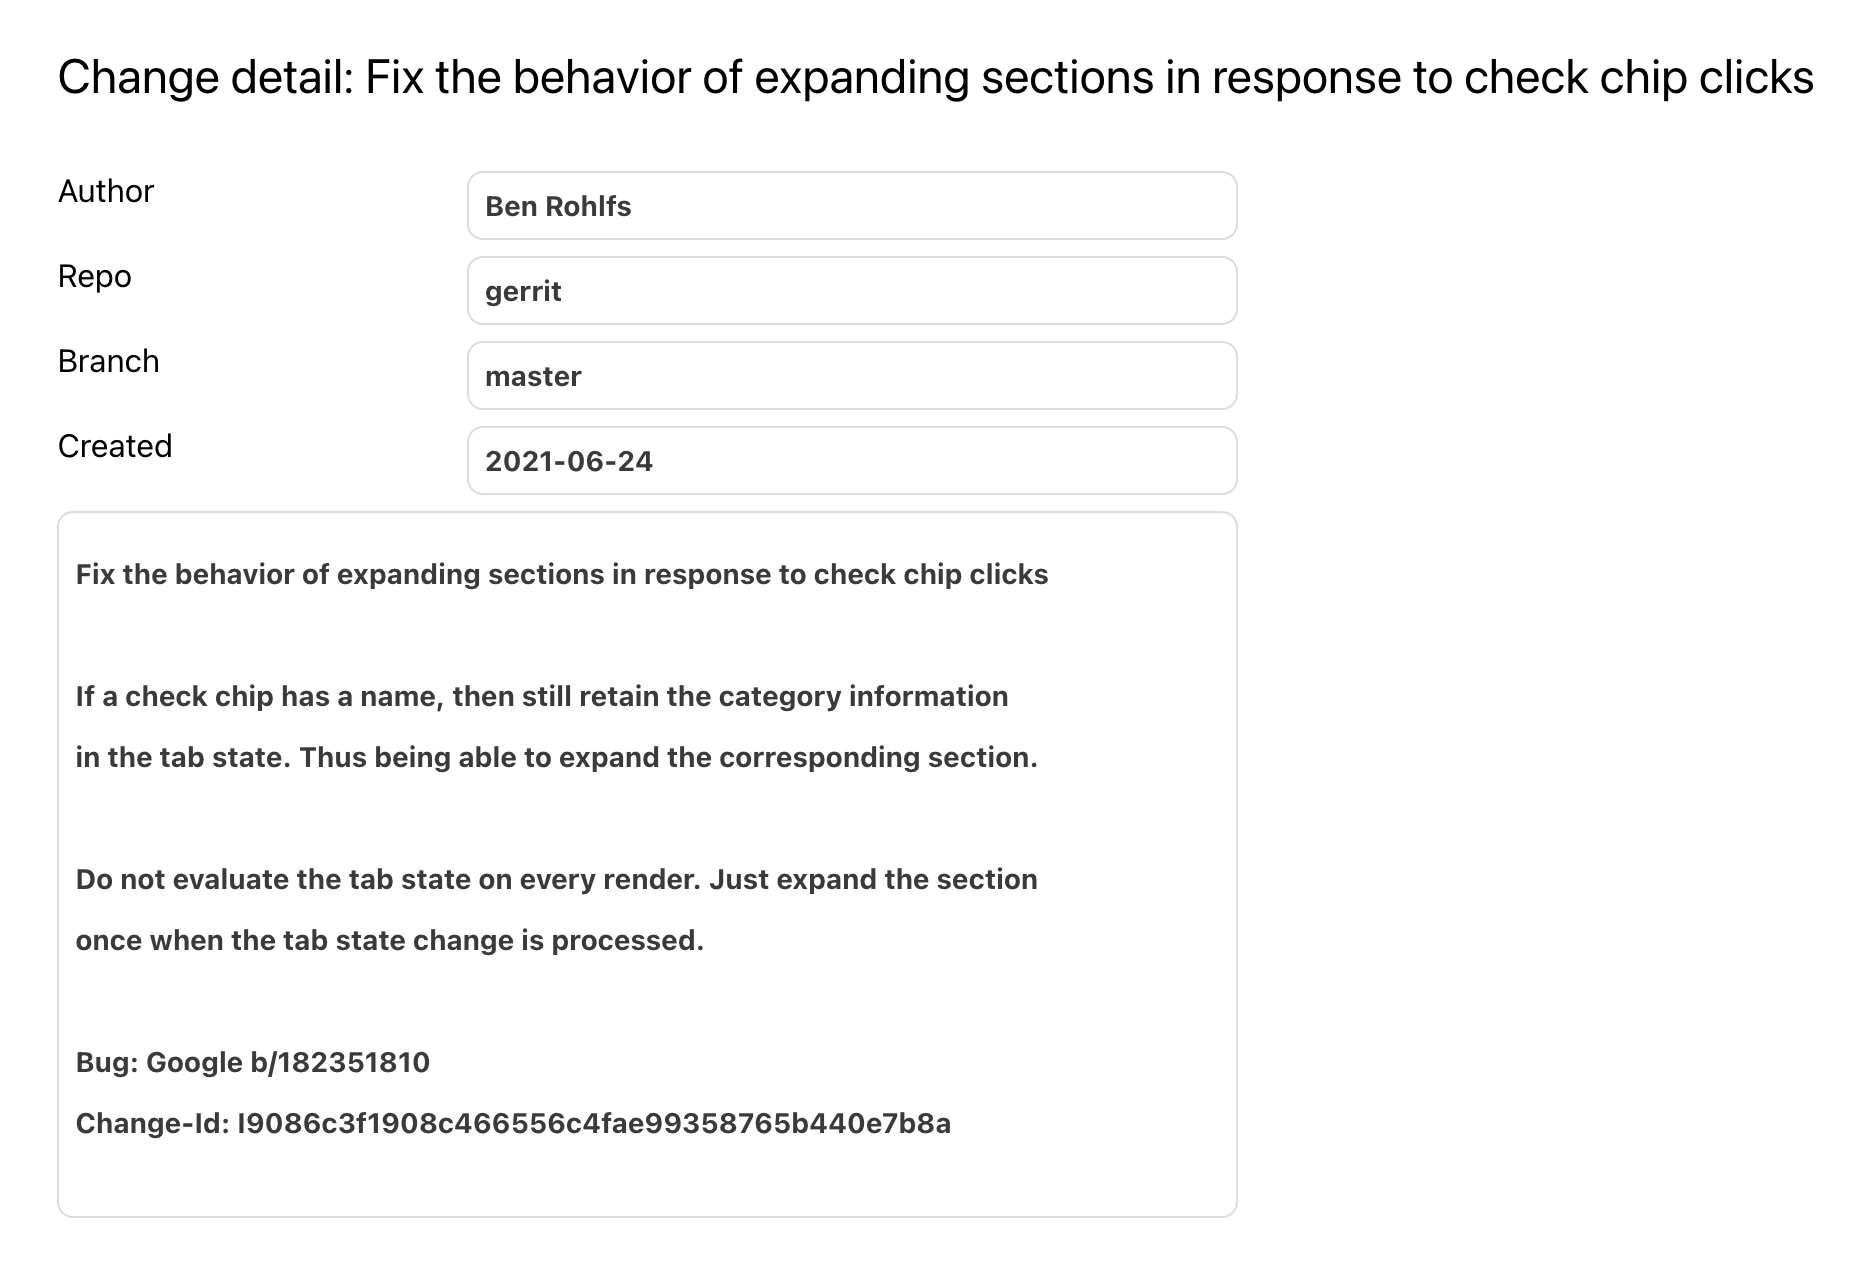 Change detail: Fix the behavior of expanding sections in response to check chip clicks
Author
Ben Rohlfs
Repo
gerrit
Branch
master
Created
2021-06-24
Fix the behavior of expanding sections in response to check chip clicks
If a check chip has a name, then still retain the category information
in the tab state. Thus being able to expand the corresponding section.
Do not evaluate the tab state on every render. Just expand the section
once when the tab state change is processed.
Bug: Google b/182351810
Change-Id: I9086c3f1908c466556c4fae99358765b440e7b8a